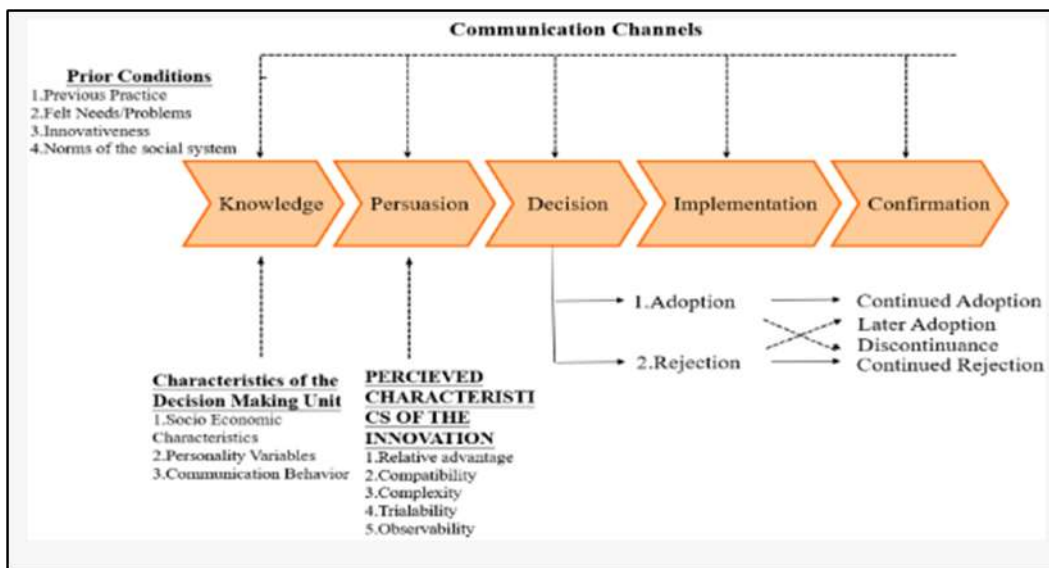 Communication Channels
Prior Conditions
1.Previous Practice
2.Felt Needs/Problems
3.Innovativeness
4.Norms of the social system
Knowledge
Persuasion
Decision
Implementation
Confirmation
1.Adoption
Continued Adoption
Later Adoption
Discontinuance
2.Rejection
Continued Rejection
Characteristics of the
Decision Making Unit
1.Socio Economic
Characteristics
2.Personality Variables
3.Communication Behavior
PERCIEVED
CHARACTERISTI
CS OF THE
INNOVATION
1.Relative advantage
2.Compatibility
3.Complexity
4.Trialability
5.Observability